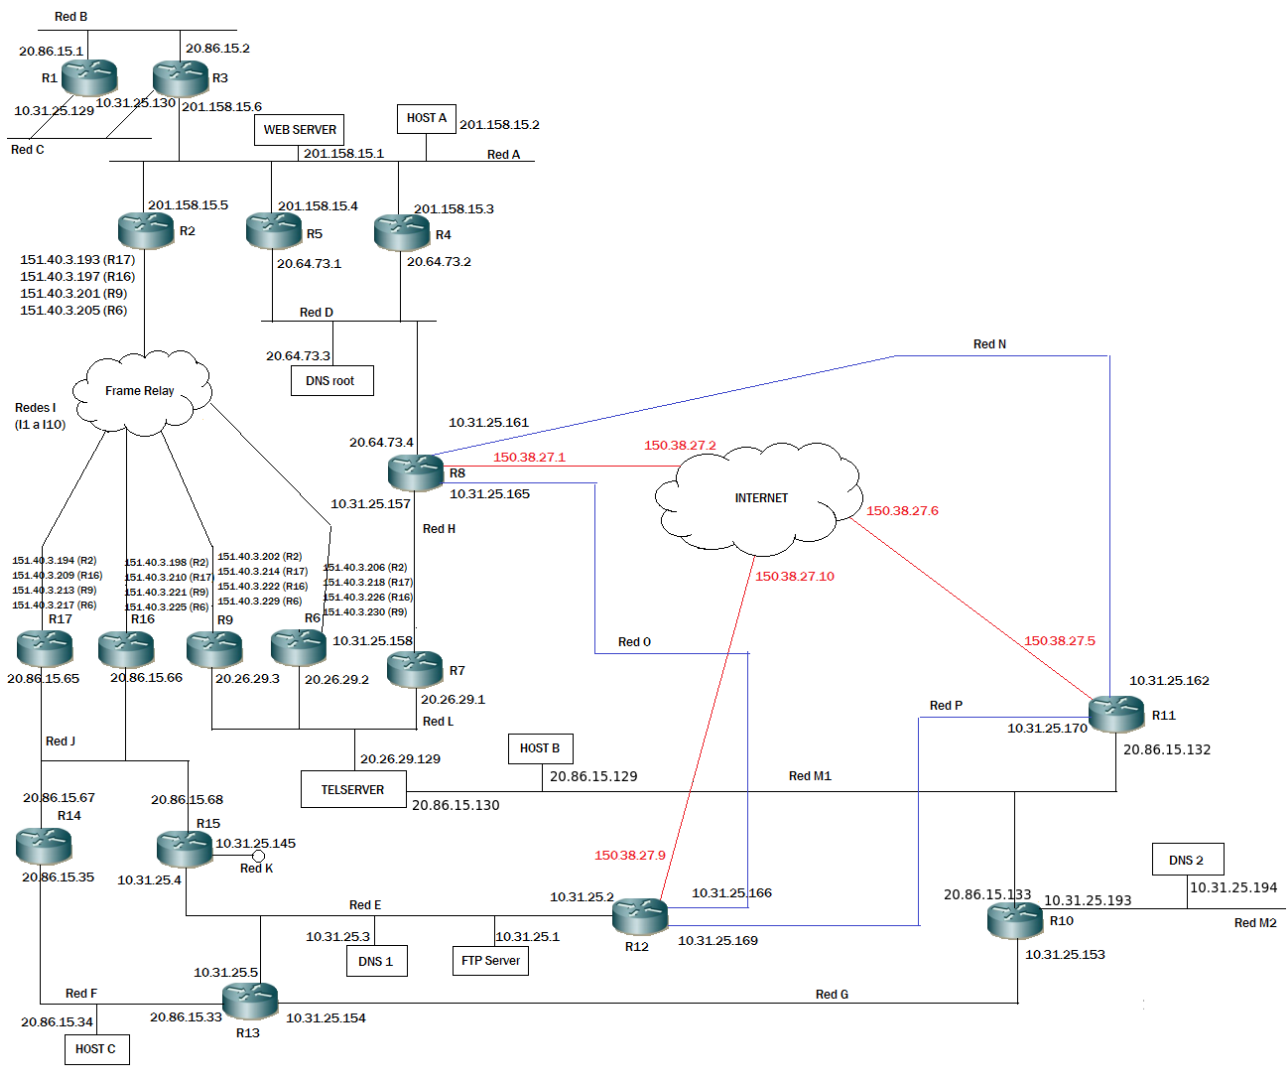 Red B
20.86.15.1
20.86.15.2
R1
R3
10.31.25.129
10.31.25.130
201.158.15.6
Red C
WEB SERVER
HOST A
201.158.15.2
201.158.15.1
Red A
201.158.15.5
201.158.15.4
201.158.15.3
R2
R5
R4
151.40.3.193 (R17)
151.40.3.197 (R16)
151.40.3.201 (R9)
151.40.3.205 (R6)
20.64.73.1
20.64.73.2
Red D
20.64.73.3
DNS root
Red N
Frame Relay
Redes I
(I1 a I10)
10.31.25.161
20.64.73.4
150.38.27.1
150.38.27.2
R8
10.31.25.157
10.31.25.165
INTERNET
150.38.27.6
Red H
151.40.3.194 (R2)
151.40.3.209 (R16)
151.40.3.213 (R9)
151.40.3.217 (R6)
151.40.3.198 (R2)
151.40.3.210 (R17)
151.40.3.221 (R9)
151.40.3.225 (R6)
151.40.3.202 (R2)
151.40.3.214 (R17)
151.40.3.222 (R16)
151.40.3.229 (R6)
151.40.3.206 (R2)
151.40.3.218 (R17)
151.40.3.226 (R16)
151.40.3.230 (R9)
150.38.27.10
R17
R16
R9
R6
10.31.25.158
Red O
150.38.27.5
R7
20.86.15.65
20.86.15.66
20.26.29.3
20.26.29.2
20.26.29.1
10.31.25.162
Red P
R11
10.31.25.170
Red L
Red J
20.86.15.132
HOST B
20.26.29.129
20.86.15.129
Red M1
TELSERVER
20.86.15.130
20.86.15.67
20.86.15.68
R14
R15
10.31.25.145
Red K
20.86.15.35
10.31.25.4
150.38.27.9
DNS 2
10.31.25.194
Red E
10.31.25.2
10.31.25.166
20.86.15.133
10.31.25.193
R10
Red M2
10.31.25.3
10.31.25.1
R12
10.31.25.169
DNS 1
FTP Server
10.31.25.153
10.31.25.5
Red F
Red G
20.86.15.34
20.86.15.33
10.31.25.154
R13
HOST C